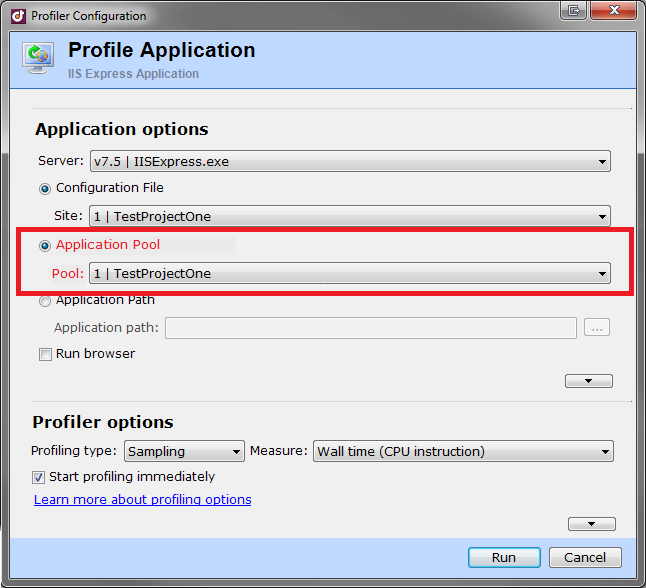 Profiler Configuration
Profile Application
IIS Express Application
Application options
Server: v7.5 | IISExpress.exe
Configuration File
Site: 1 | TestProjectOne
Application Pool
Pool: 1 | TestProjectOne
Application Path
Application path: ...
Run browser
Profiler options
Profiling type: Sampling Measure: Wall time (CPU instruction)
Start profiling immediately
Learn more about profiling options
Run Cancel